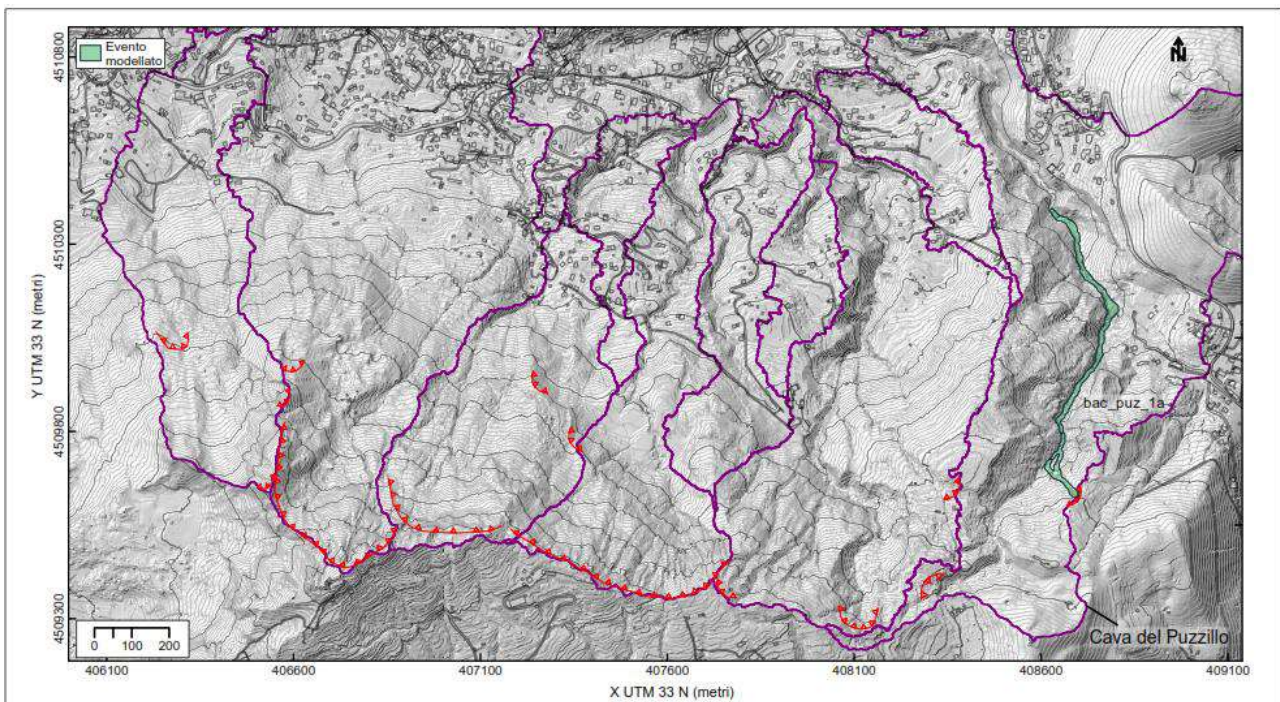 Evento
modellato
N
4510800
4510300
4509800
4509300
Y UTM 33 N (metri)
bac_puz_1a
Cava del Puzzillo
0 100 200
406100 406600 407100 407600 408100 408600 409100
X UTM 33 N (metri)